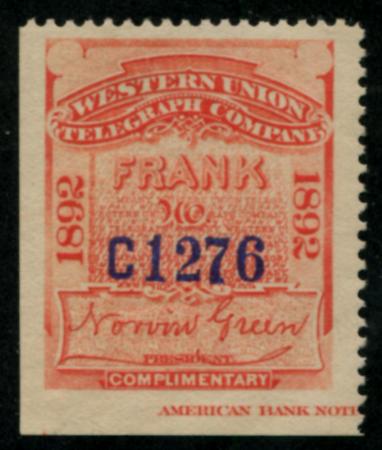 WESTERN UNION
TELEGRAPH COMPANY
FRANK
No.
1892
1892
C1276
Norvin Green
PRESIDENT.
COMPLIMENTARY
AMERICAN BANK NOTE